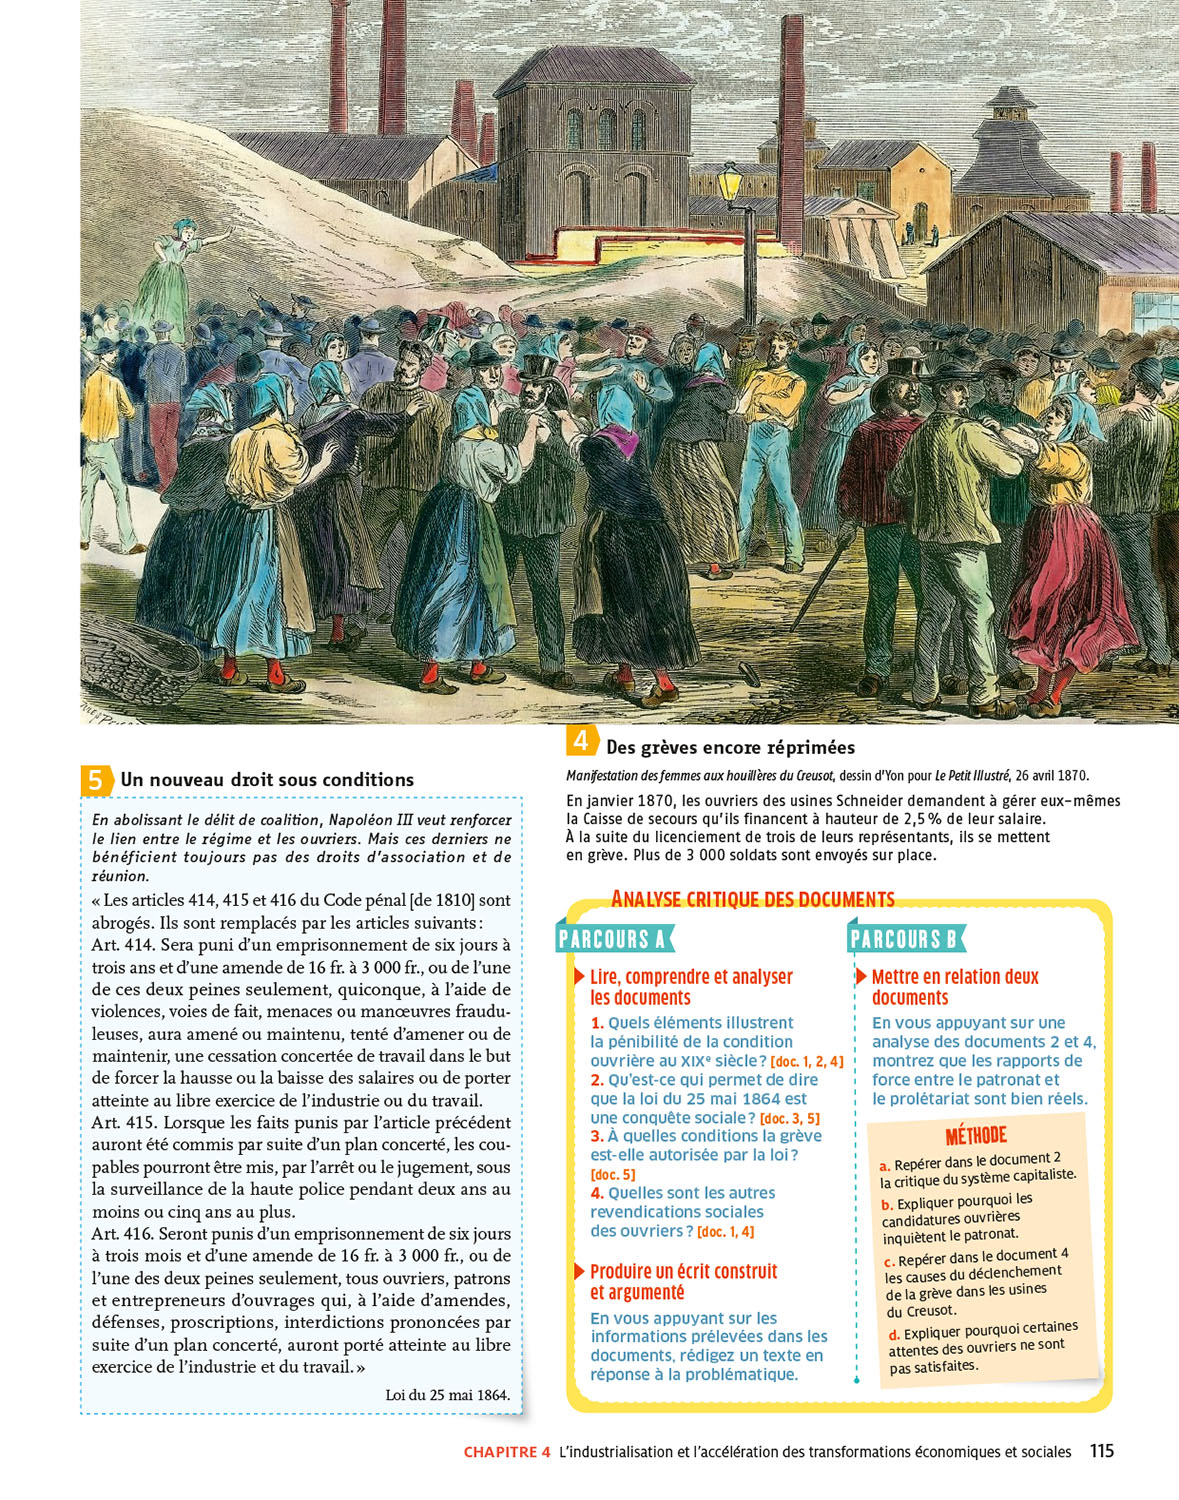 4 Des grèves encore réprimées
Manifestation des femmes aux houillères du Creusot, dessin d'Yon pour Le Petit Illustré, 26 avril 1870.
En janvier 1870, les ouvriers des usines Schneider demandent à gérer eux-mêmes
la Caisse de secours qu'ils financent à hauteur de 2,5 % de leur salaire.
À la suite du licenciement de trois de leurs représentants, ils se mettent
en grève. Plus de 3 000 soldats sont envoyés sur place.
5 Un nouveau droit sous conditions
En abolissant le délit de coalition, Napoléon III veut renforcer
le lien entre le régime et les ouvriers. Mais ces derniers ne
bénéficient toujours pas des droits d'association et de
réunion.
« Les articles 414, 415 et 416 du Code pénal [de 1810] sont
abrogés. Ils sont remplacés par les articles suivants :
Art. 414. Sera puni d'un emprisonnement de six jours à
trois ans et d'une amende de 16 fr. à 3 000 fr., ou de l'une
de ces deux peines seulement, quiconque, à l'aide de
violences, voies de fait, menaces ou manœuvres fraudu-
leuses, aura amené ou maintenu, tenté d'amener ou de
maintenir, une cessation concertée de travail dans le but
de forcer la hausse ou la baisse des salaires ou de porter
atteinte au libre exercice de l'industrie ou du travail.
Art. 415. Lorsque les faits punis par l'article précédent
auront été commis par suite d'un plan concerté, les cou-
pables pourront être mis, par l'arrêt ou le jugement, sous
la surveillance de la haute police pendant deux ans au
moins ou cinq ans au plus.
Art. 416. Seront punis d'un emprisonnement de six jours
à trois mois et d'une amende de 16 fr. à 3 000 fr., ou de
l'une des deux peines seulement, tous ouvriers, patrons
et entrepreneurs d'ouvrages qui, à l'aide d'amendes,
défenses, proscriptions, interdictions prononcées par
suite d'un plan concerté, auront porté atteinte au libre
exercice de l'industrie et du travail. »
Loi du 25 mai 1864.
ANALYSE CRITIQUE DES DOCUMENTS
PARCOURS A
Lire, comprendre et analyser
les documents
1. Quels éléments illustrent
la pénibilité de la condition
ouvrière au XIXe siècle ? [doc. 1, 2, 4]
2. Qu'est-ce qui permet de dire
que la loi du 25 mai 1864 est
une conquête sociale ? [doc. 3, 5]
3. À quelles conditions la grève
est-elle autorisée par la loi ?
[doc. 5]
4. Quelles sont les autres
revendications sociales
des ouvriers ? [doc. 1, 4]
Produire un écrit construit
et argumenté
En vous appuyant sur les
informations prélevées dans les
documents, rédigez un texte en
réponse à la problématique.
PARCOURS B
Mettre en relation deux
documents
En vous appuyant sur une
analyse des documents 2 et 4,
montrez que les rapports de
force entre le patronat et
le prolétariat sont bien réels.
MÉTHODE
a. Repérer dans le document 2
la critique du système capitaliste.
b. Expliquer pourquoi les
candidatures ouvrières
inquiètent le patronat.
c. Repérer dans le document 4
les causes du déclenchement
de la grève dans les usines
du Creusot.
d. Expliquer pourquoi certaines
attentes des ouvriers ne sont
pas satisfaites.
CHAPITRE 4 L'industrialisation et l'accélération des transformations économiques et sociales 115